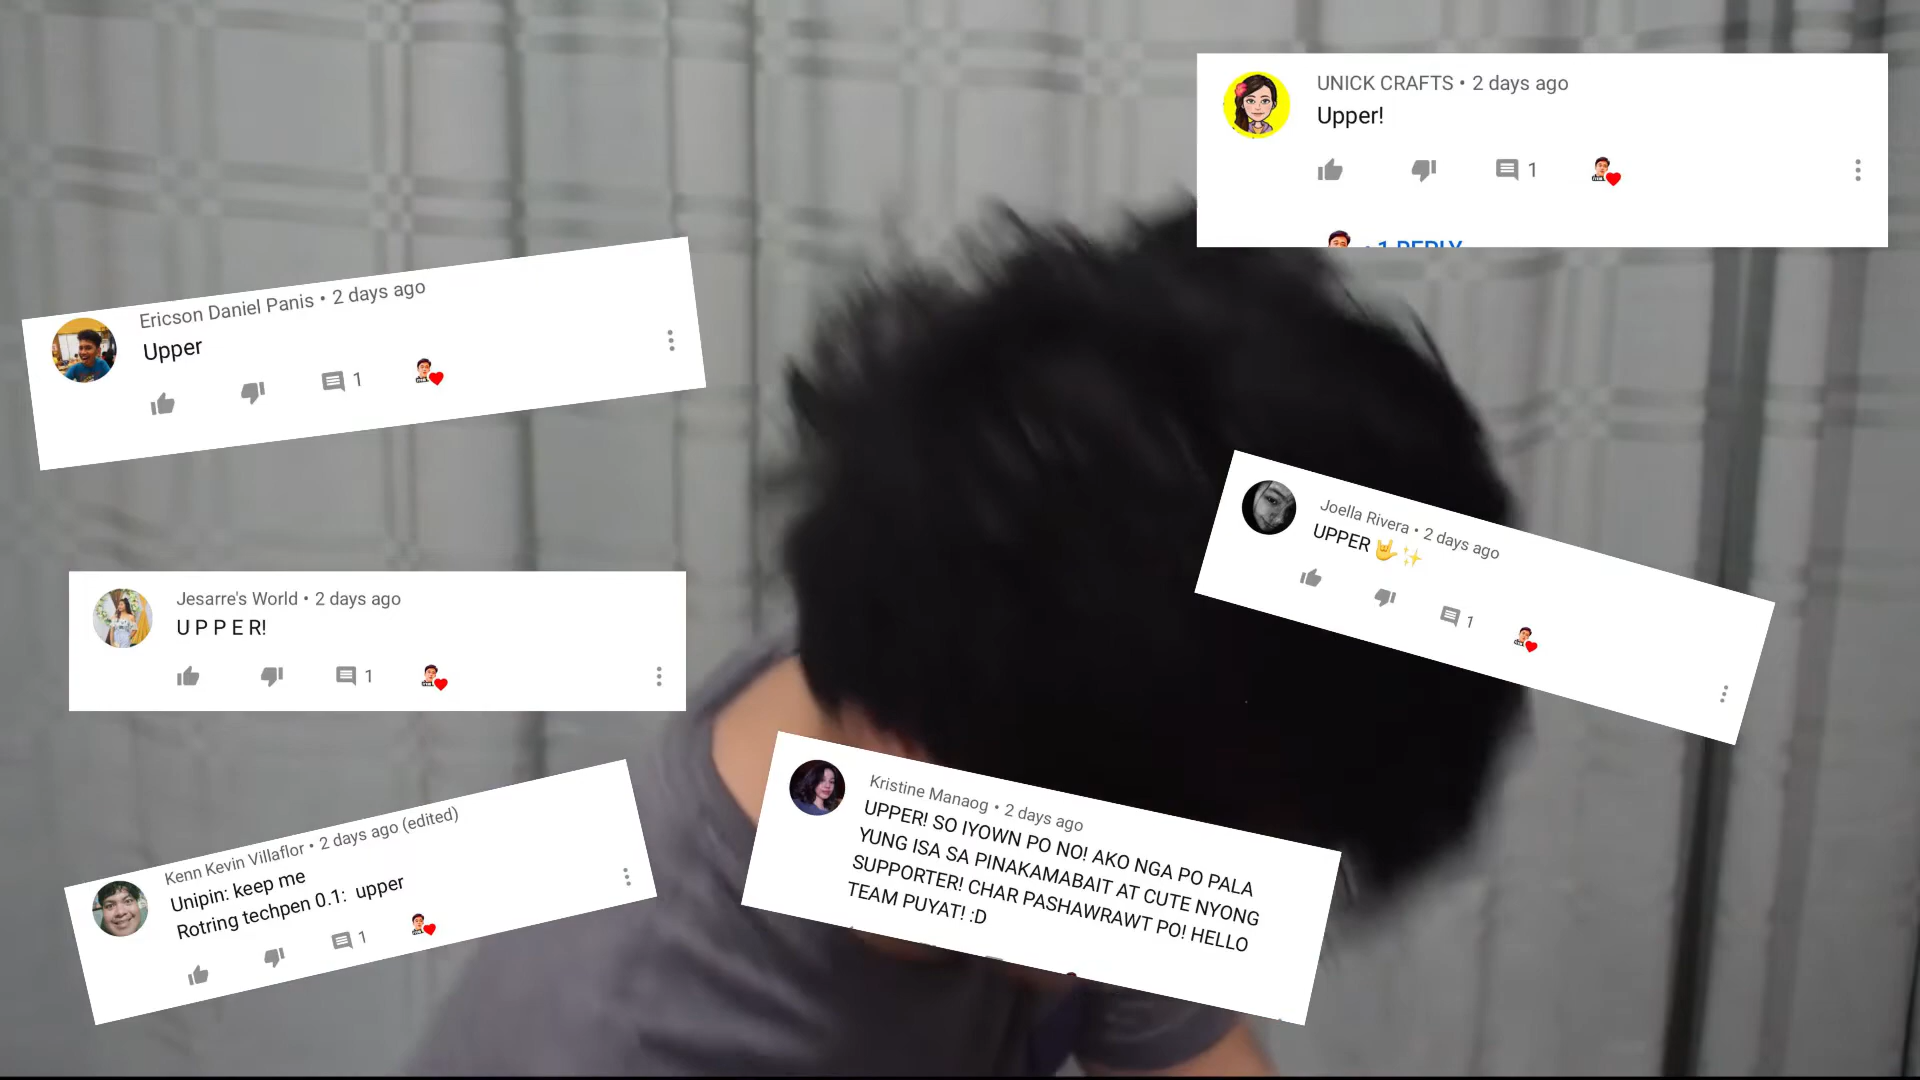 UNICK CRAFTS • 2 days ago
Upper!
1
• 1 REPLY
Ericson Daniel Panis • 2 days ago
Upper
1
Joella Rivera • 2 days ago
UPPER 🤟✨
1
Jesarre's World • 2 days ago
U P P E R!
1
Kenn Kevin Villaflor • 2 days ago (edited)
Unipin: keep me
Rotring techpen 0.1: upper
1
Kristine Manaog • 2 days ago
UPPER! SO IYOWN PO NO! AKO NGA PO PALA
YUNG ISA SA PINAKAMABAIT AT CUTE NYONG
SUPPORTER! CHAR PASHAWRAWT PO! HELLO
TEAM PUYAT! :D